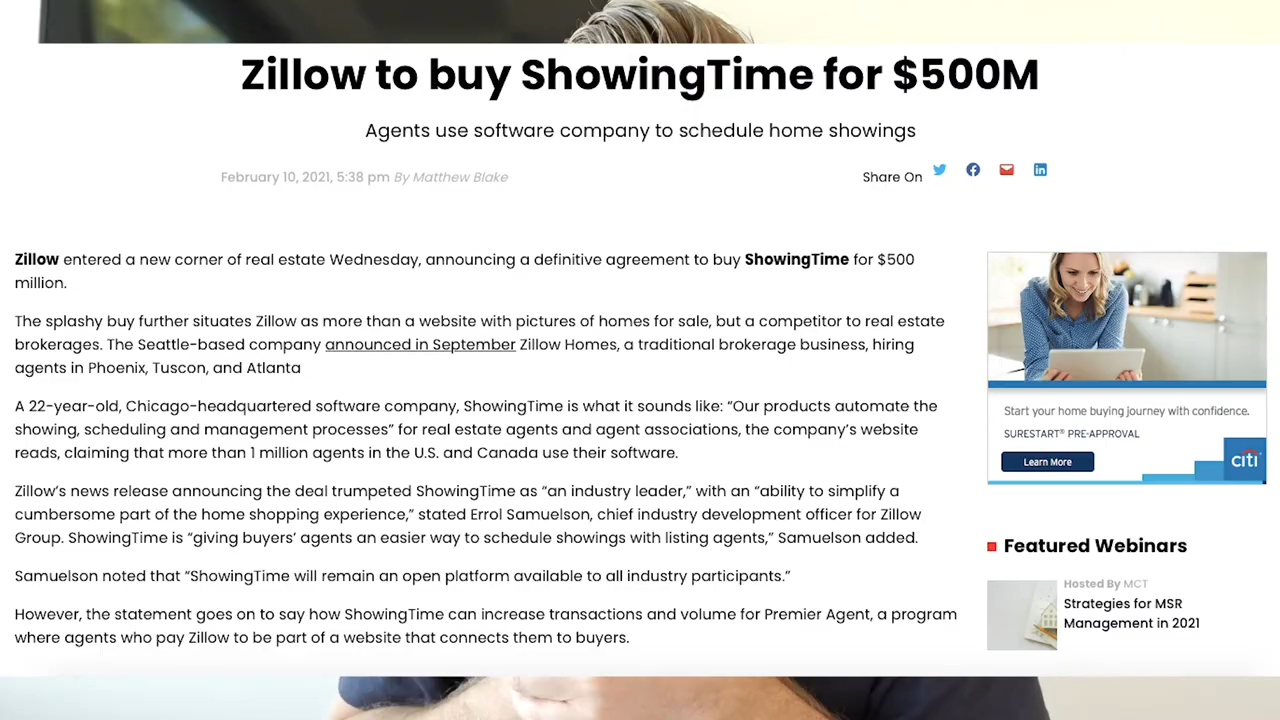 Zillow to buy ShowingTime for $500M
Agents use software company to schedule home showings
February 10, 2021, 5:38 pm By Matthew Blake
Share On
Zillow entered a new corner of real estate Wednesday, announcing a definitive agreement to buy ShowingTime for $500
million.
The splashy buy further situates Zillow as more than a website with pictures of homes for sale, but a competitor to real estate
brokerages. The Seattle-based company announced in September Zillow Homes, a traditional brokerage business, hiring
agents in Phoenix, Tuscon, and Atlanta
A 22-year-old, Chicago-headquartered software company, ShowingTime is what it sounds like: “Our products automate the
showing, scheduling and management processes” for real estate agents and agent associations, the company’s website
reads, claiming that more than 1 million agents in the U.S. and Canada use their software.
Zillow’s news release announcing the deal trumpeted ShowingTime as “an industry leader,” with an “ability to simplify a
cumbersome part of the home shopping experience,” stated Errol Samuelson, chief industry development officer for Zillow
Group. ShowingTime is “giving buyers’ agents an easier way to schedule showings with listing agents,” Samuelson added.
Samuelson noted that “ShowingTime will remain an open platform available to all industry participants.”
However, the statement goes on to say how ShowingTime can increase transactions and volume for Premier Agent, a program
where agents who pay Zillow to be part of a website that connects them to buyers.
Start your home buying journey with confidence.
SURESTART® PRE-APPROVAL
Learn More
citi
Featured Webinars
Hosted By MCT
Strategies for MSR
Management in 2021